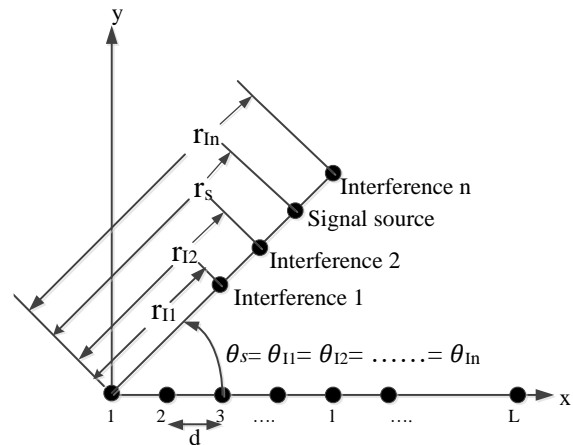 y
r_In
Interference n
r_s
Signal source
r_I2
Interference 2
r_I1
Interference 1
θ_s= θ_I1= θ_I2= ......= θ_In
x
1 2 3 .... 1 .... L
d